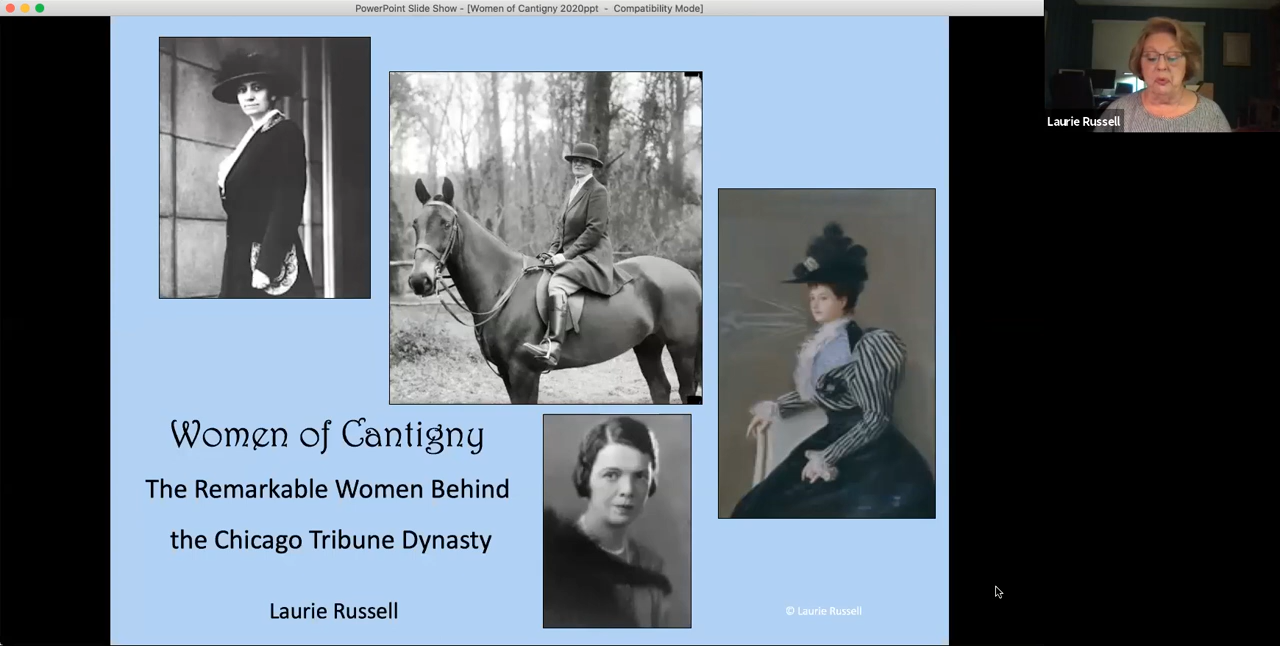 PowerPoint Slide Show - [Women of Cantigny 2020ppt - Compatibility Mode]
Laurie Russell
Women of Cantigny
The Remarkable Women Behind
the Chicago Tribune Dynasty
Laurie Russell
© Laurie Russell